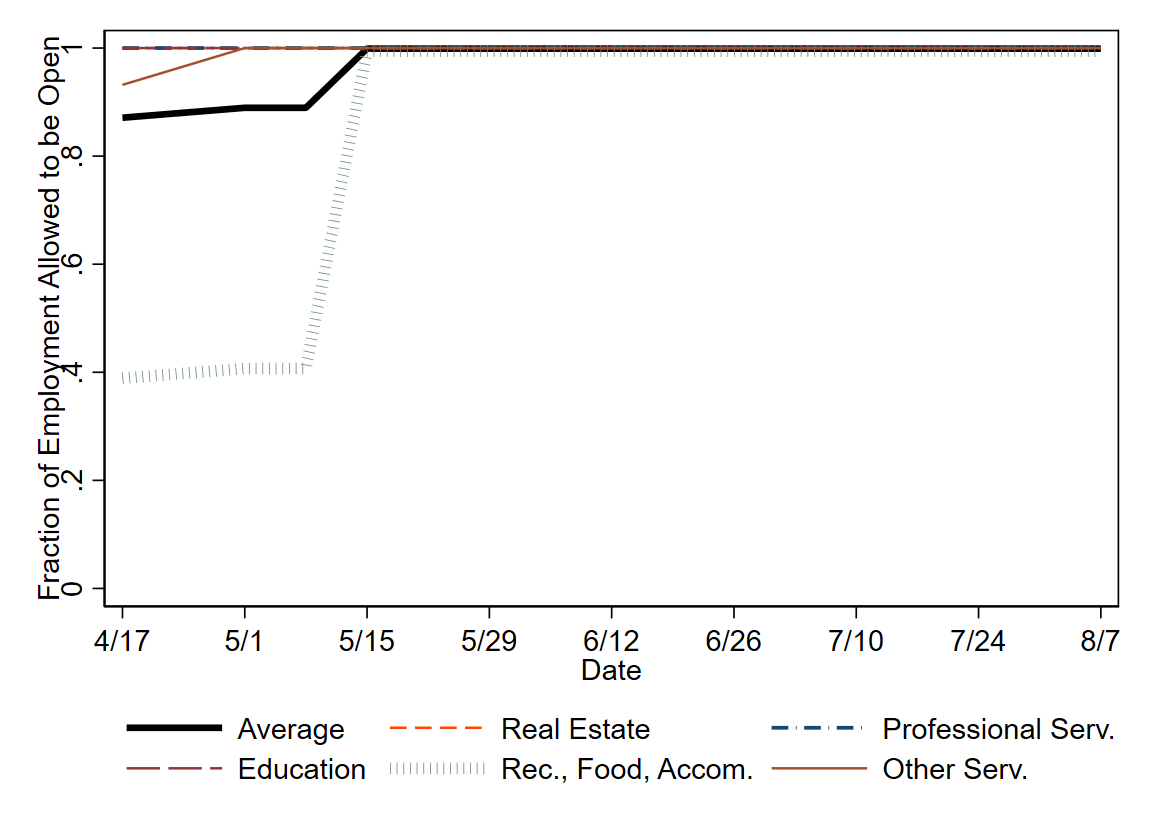 Fraction of Employment Allowed to be Open
1
.8
.6
.4
.2
0
4/17 5/1 5/15 5/29 6/12 6/26 7/10 7/24 8/7
Date
Average Real Estate Professional Serv.
Education Rec., Food, Accom. Other Serv.